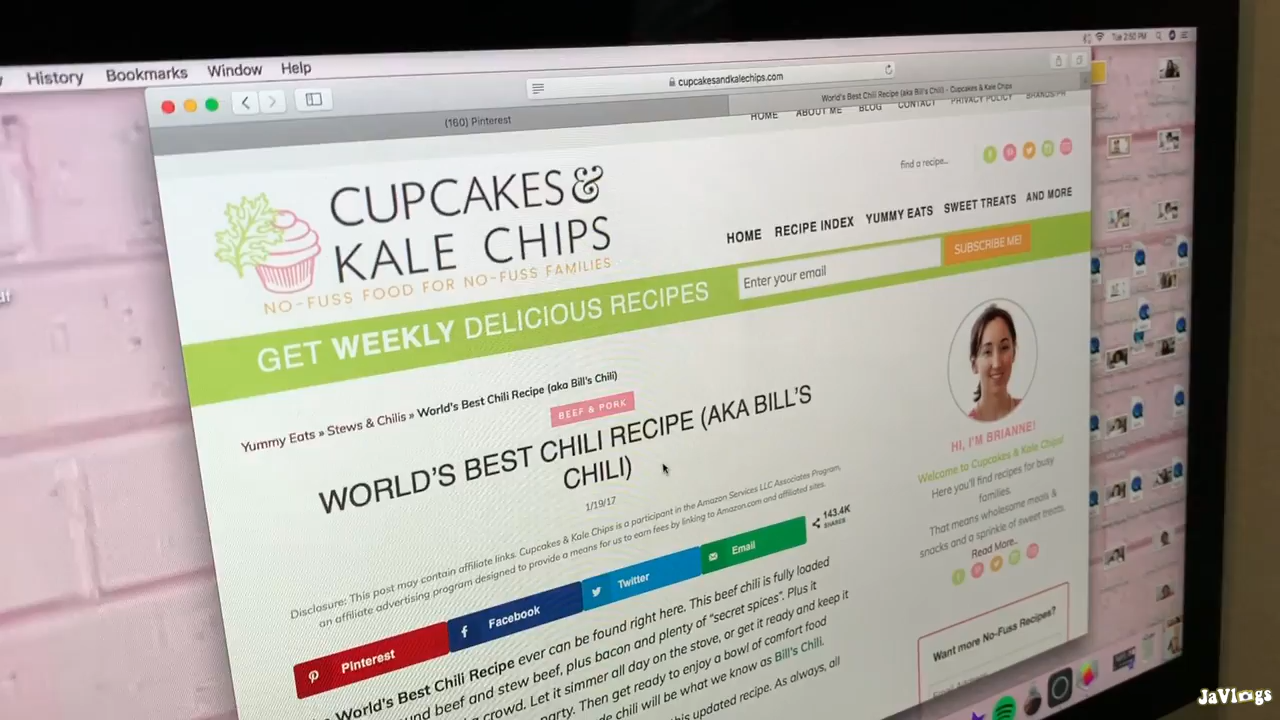 History Bookmarks Window Help
Tue 2:50 PM
cupcakesandkalechips.com
(160) Pinterest
World's Best Chili Recipe (aka Bill's Chili) - Cupcakes & Kale Chips
HOME ABOUT ME BLOG CONTACT PRIVACY POLICY
find a recipe...
CUPCAKES &
KALE CHIPS
NO-FUSS FOOD FOR NO-FUSS FAMILIES
HOME RECIPE INDEX YUMMY EATS SWEET TREATS AND MORE
GET WEEKLY DELICIOUS RECIPES
Enter your email
SUBSCRIBE ME!
Yummy Eats » Stews & Chilis » World's Best Chili Recipe (aka Bill's Chili)
BEEF & PORK
WORLD'S BEST CHILI RECIPE (AKA BILL'S
CHILI)
1/19/17
Disclosure: This post may contain affiliate links. Cupcakes & Kale Chips is a participant in the Amazon Services LLC Associates Program,
an affiliate advertising program designed to provide a means for us to earn fees by linking to Amazon.com and affiliated sites.
Pinterest
Facebook
Twitter
Email
143.4K
SHARES
World's Best Chili Recipe ever can be found right here. This beef chili is fully loaded
und beef and stew beef, plus bacon and plenty of "secret spices". Plus it
crowd. Let it simmer all day on the stove, or get it ready and keep it
party. Then get ready to enjoy a bowl of comfort food
de chili will be what we know as Bill's Chili.
this updated recipe. As always, all
HI, I'M BRIANNE!
Welcome to Cupcakes & Kale Chips!
Here you'll find recipes for busy
families.
That means wholesome meals &
snacks and a sprinkle of sweet treats.
Read More...
Want more No-Fuss Recipes?
JaVlogs